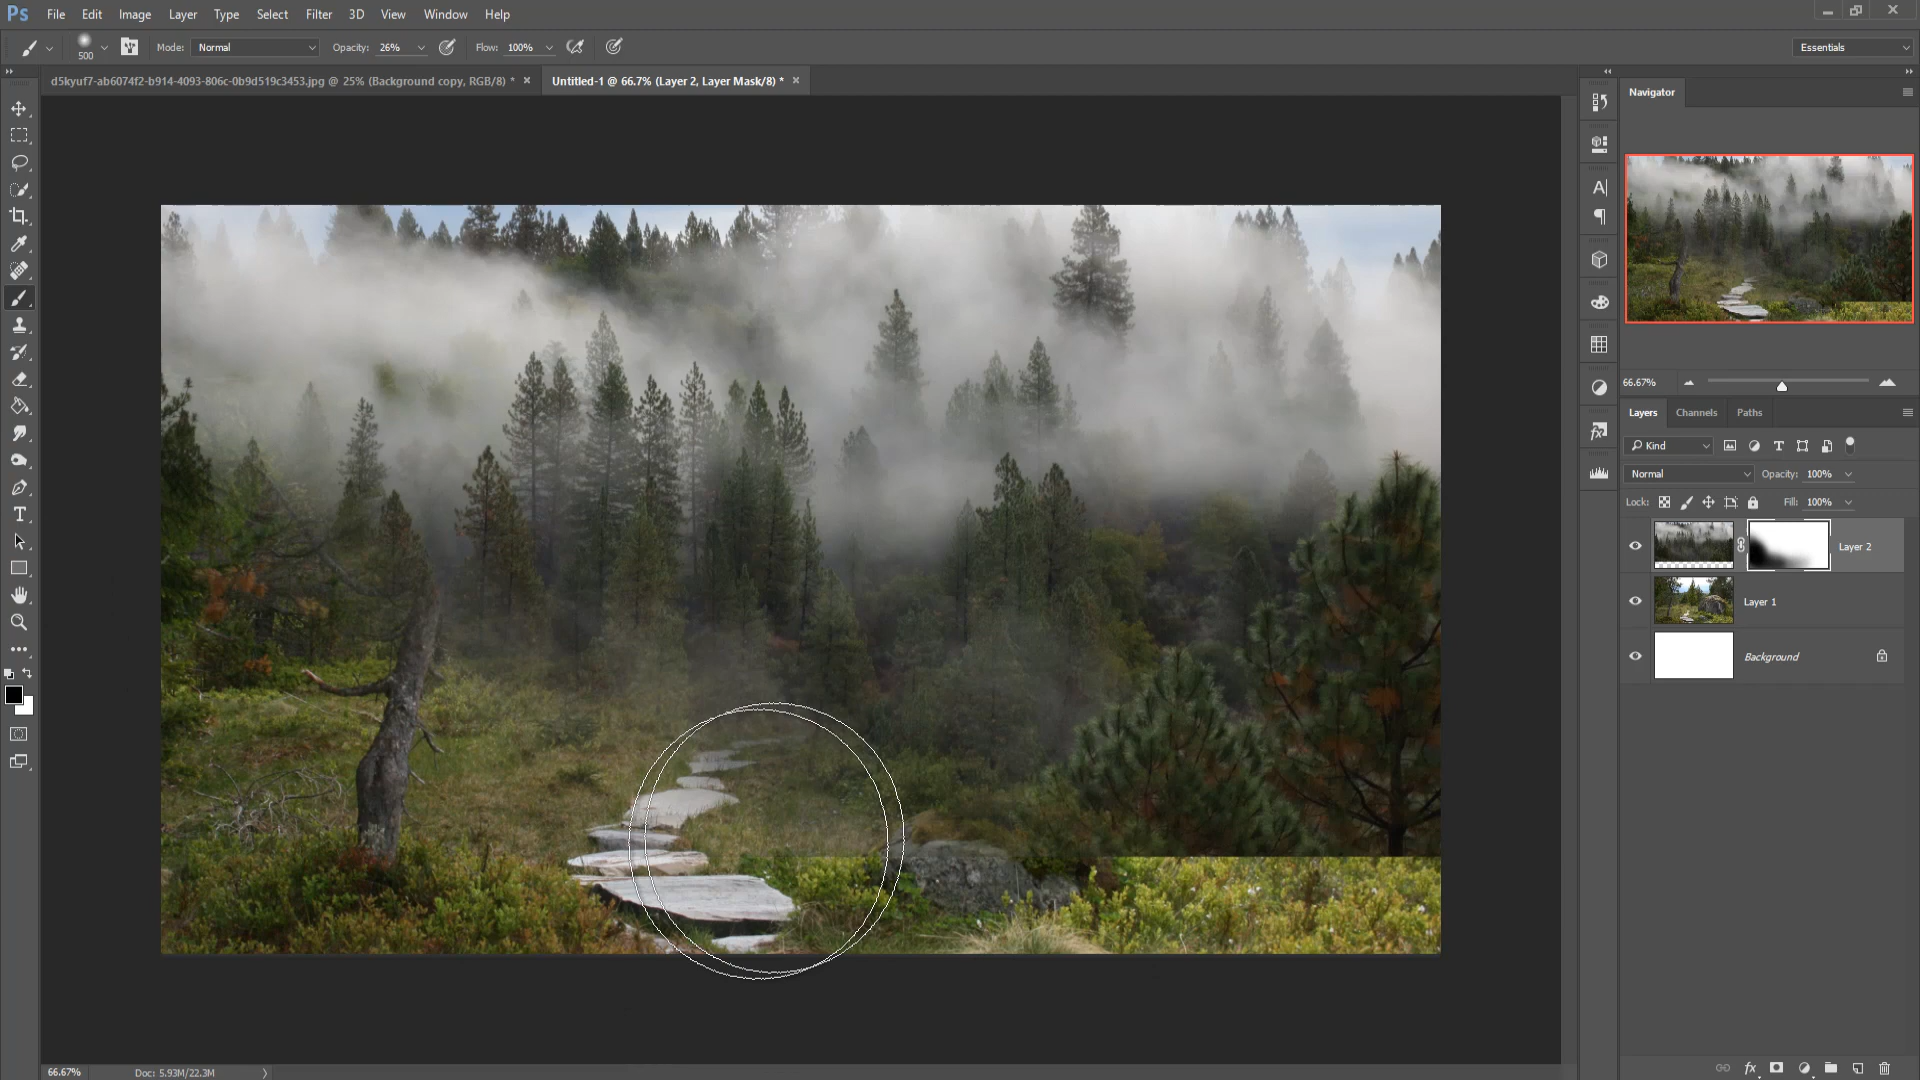 Ps File Edit Image Layer Type Select Filter 3D View Window Help
500 Mode: Normal Opacity: 26% Flow: 100% Essentials
d5kyuf7-ab6074f2-b914-4093-806c-0b9d519c3453.jpg @ 25% (Background copy, RGB/8) * × Untitled-1 @ 66.7% (Layer 2, Layer Mask/8) * ×
Navigator
66.67%
Layers Channels Paths
Kind
Normal Opacity: 100%
Lock: Fill: 100%
Layer 2
Layer 1
Background
66.67% Doc: 5.93M/22.3M